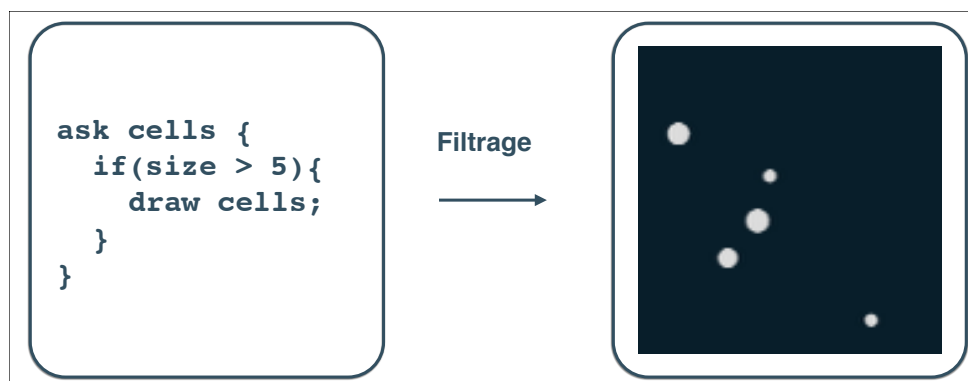 ask cells {
if(size > 5){
draw cells;
}
}
Filtrage